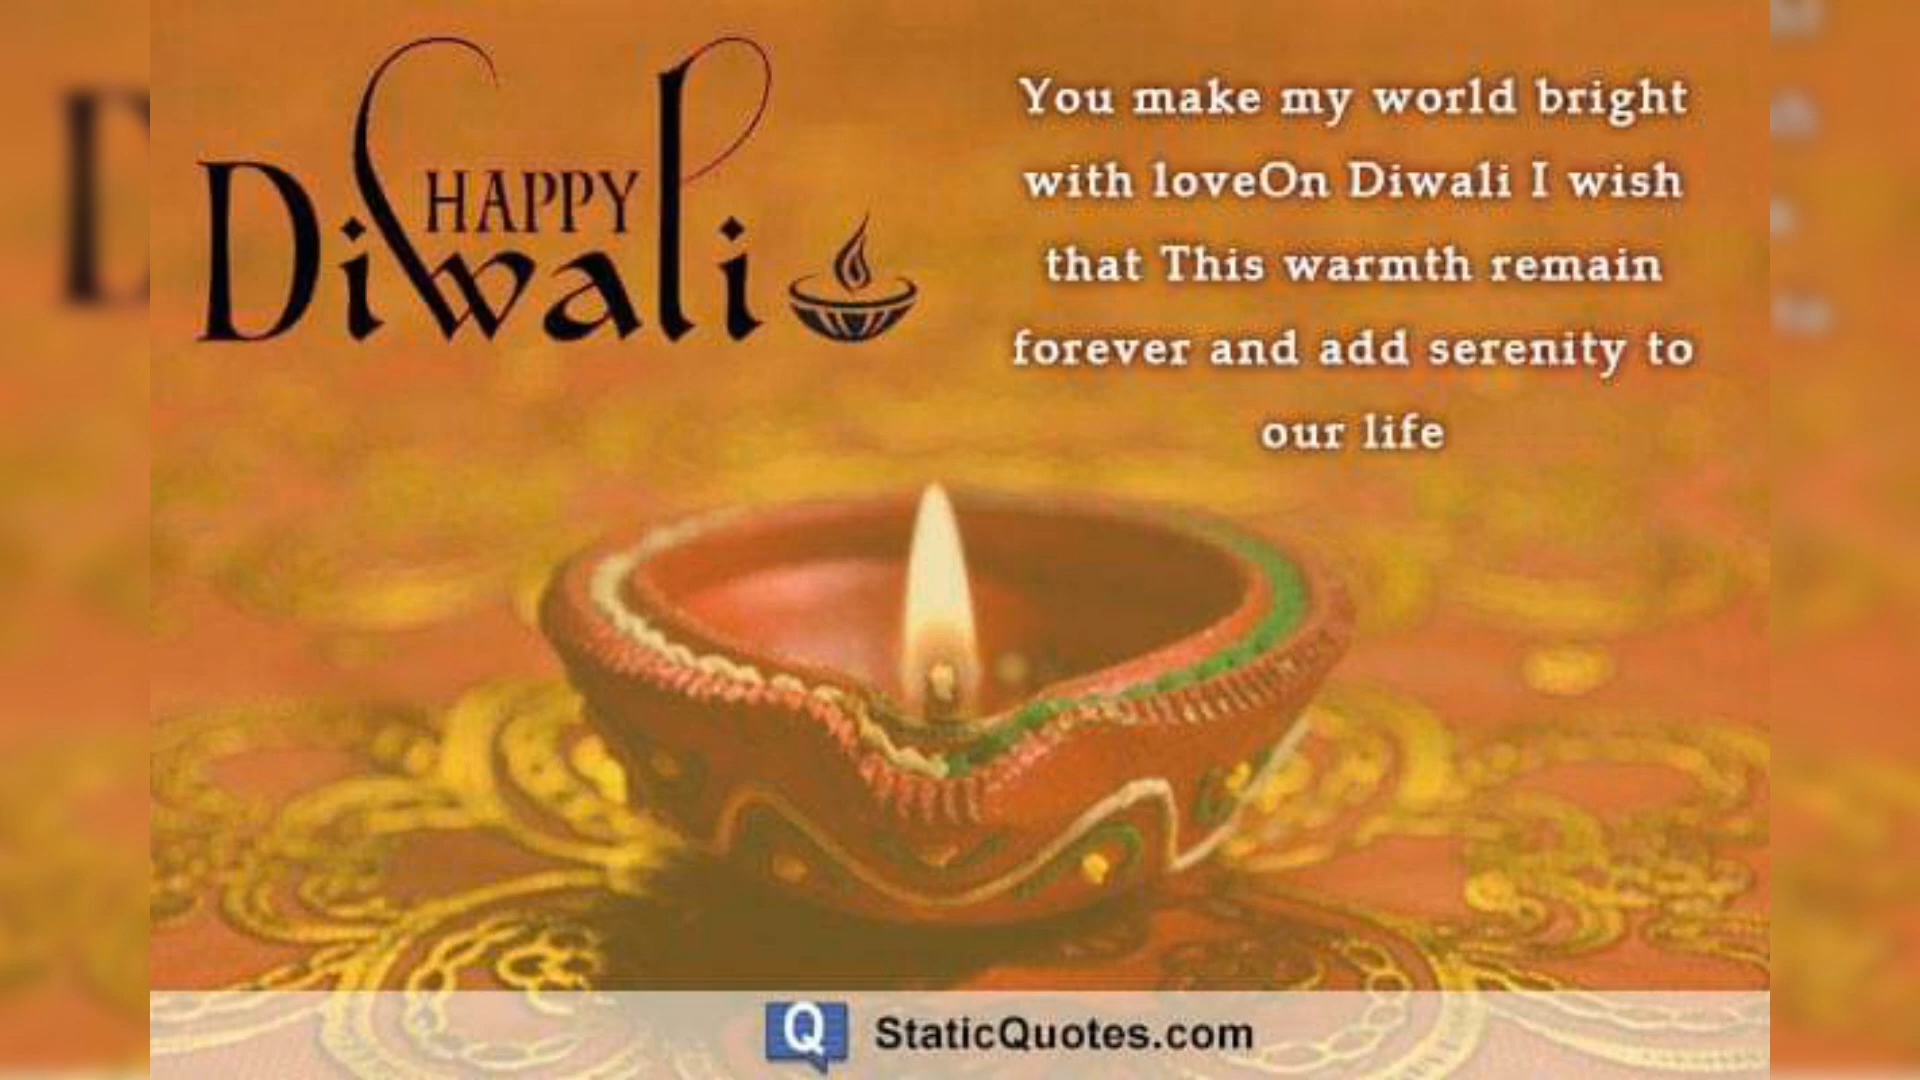 HAPPY
Diwali
You make my world bright
with loveOn Diwali I wish
that This warmth remain
forever and add serenity to
our life
Q StaticQuotes.com